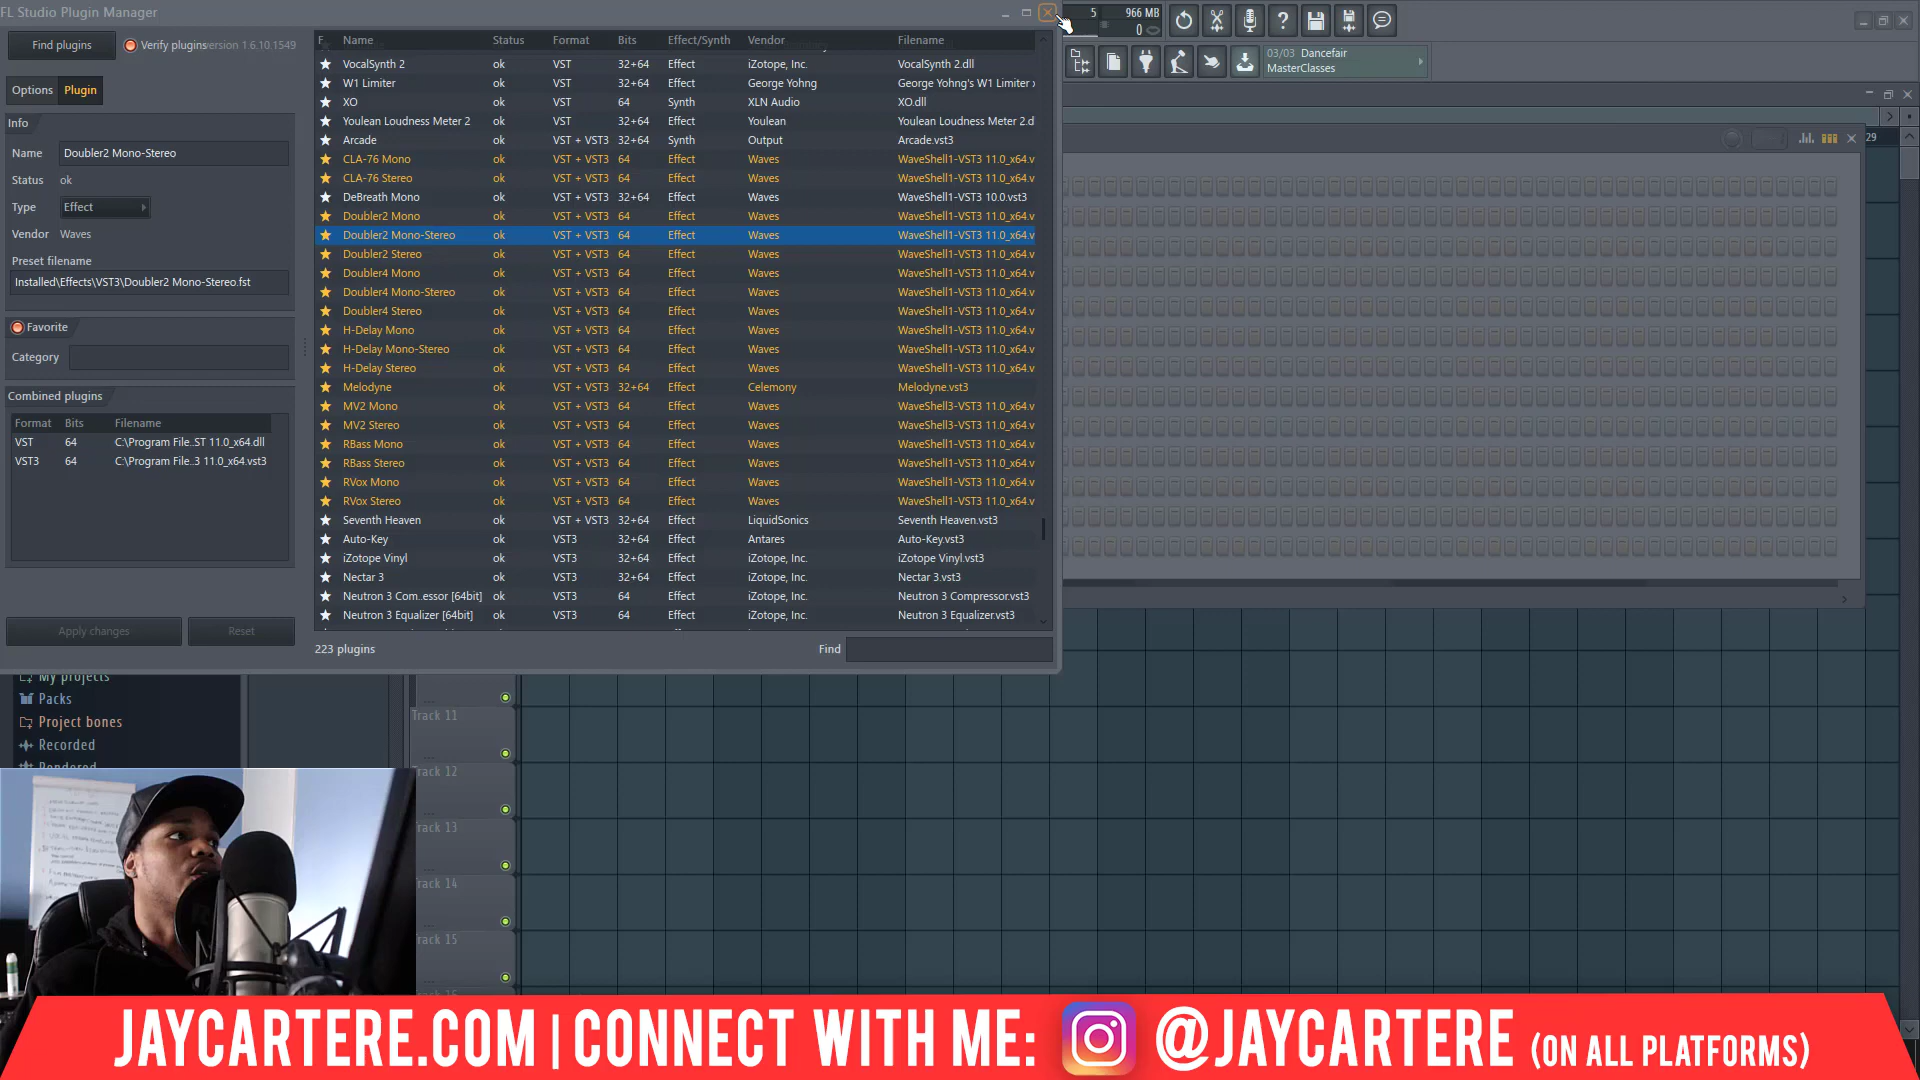 FL Studio Plugin Manager
Find plugins
Verify plugins
version 1.6.10.1549
Options Plugin
Info
Name Doubler2 Mono-Stereo
Status ok
Type Effect
Vendor Waves
Preset filename
Installed\Effects\VST3\Doubler2 Mono-Stereo.fst
Favorite
Category
Combined plugins
Format Bits Filename
VST 64 C:\Program File..ST 11.0_x64.dll
VST3 64 C:\Program File..3 11.0_x64.vst3
Apply changes Reset
F Name Status Format Bits Effect/Synth Vendor Filename
VocalSynth 2 ok VST 32+64 Effect iZotope, Inc. VocalSynth 2.dll
W1 Limiter ok VST 32+64 Effect George Yohng George Yohng's W1 Limiter
XO ok VST 64 Synth XLN Audio XO.dll
Youlean Loudness Meter 2 ok VST 32+64 Effect Youlean Youlean Loudness Meter 2.d
Arcade ok VST + VST3 32+64 Synth Output Arcade.vst3
CLA-76 Mono ok VST + VST3 64 Effect Waves WaveShell1-VST3 11.0_x64.v
CLA-76 Stereo ok VST + VST3 64 Effect Waves WaveShell1-VST3 11.0_x64.v
DeBreath Mono ok VST + VST3 32+64 Effect Waves WaveShell1-VST3 10.0.vst3
Doubler2 Mono ok VST + VST3 64 Effect Waves WaveShell1-VST3 11.0_x64.v
Doubler2 Mono-Stereo ok VST + VST3 64 Effect Waves WaveShell1-VST3 11.0_x64.v
Doubler2 Stereo ok VST + VST3 64 Effect Waves WaveShell1-VST3 11.0_x64.v
Doubler4 Mono ok VST + VST3 64 Effect Waves WaveShell1-VST3 11.0_x64.v
Doubler4 Mono-Stereo ok VST + VST3 64 Effect Waves WaveShell1-VST3 11.0_x64.v
Doubler4 Stereo ok VST + VST3 64 Effect Waves WaveShell1-VST3 11.0_x64.v
H-Delay Mono ok VST + VST3 64 Effect Waves WaveShell1-VST3 11.0_x64.v
H-Delay Mono-Stereo ok VST + VST3 64 Effect Waves WaveShell1-VST3 11.0_x64.v
H-Delay Stereo ok VST + VST3 64 Effect Waves WaveShell1-VST3 11.0_x64.v
Melodyne ok VST + VST3 32+64 Effect Celemony Melodyne.vst3
MV2 Mono ok VST + VST3 64 Effect Waves WaveShell3-VST3 11.0_x64.v
MV2 Stereo ok VST + VST3 64 Effect Waves WaveShell3-VST3 11.0_x64.v
RBass Mono ok VST + VST3 64 Effect Waves WaveShell1-VST3 11.0_x64.v
RBass Stereo ok VST + VST3 64 Effect Waves WaveShell1-VST3 11.0_x64.v
RVox Mono ok VST + VST3 64 Effect Waves WaveShell1-VST3 11.0_x64.v
RVox Stereo ok VST + VST3 64 Effect Waves WaveShell1-VST3 11.0_x64.v
Seventh Heaven ok VST + VST3 32+64 Effect LiquidSonics Seventh Heaven.vst3
Auto-Key ok VST3 32+64 Effect Antares Auto-Key.vst3
iZotope Vinyl ok VST3 32+64 Effect iZotope, Inc. iZotope Vinyl.vst3
Nectar 3 ok VST3 32+64 Effect iZotope, Inc. Nectar 3.vst3
Neutron 3 Com..essor [64bit] ok VST3 64 Effect iZotope, Inc. Neutron 3 Compressor.vst3
Neutron 3 Equalizer [64bit] ok VST3 64 Effect iZotope, Inc. Neutron 3 Equalizer.vst3
223 plugins
Find
5 966 MB
0
03/03 Dancefair
MasterClasses
29
My projects
Packs
Project bones
Recorded
Rendered
Track 11
Track 12
Track 13
Track 14
Track 15
JAYCARTERE.COM | CONNECT WITH ME: @JAYCARTERE (ON ALL PLATFORMS)